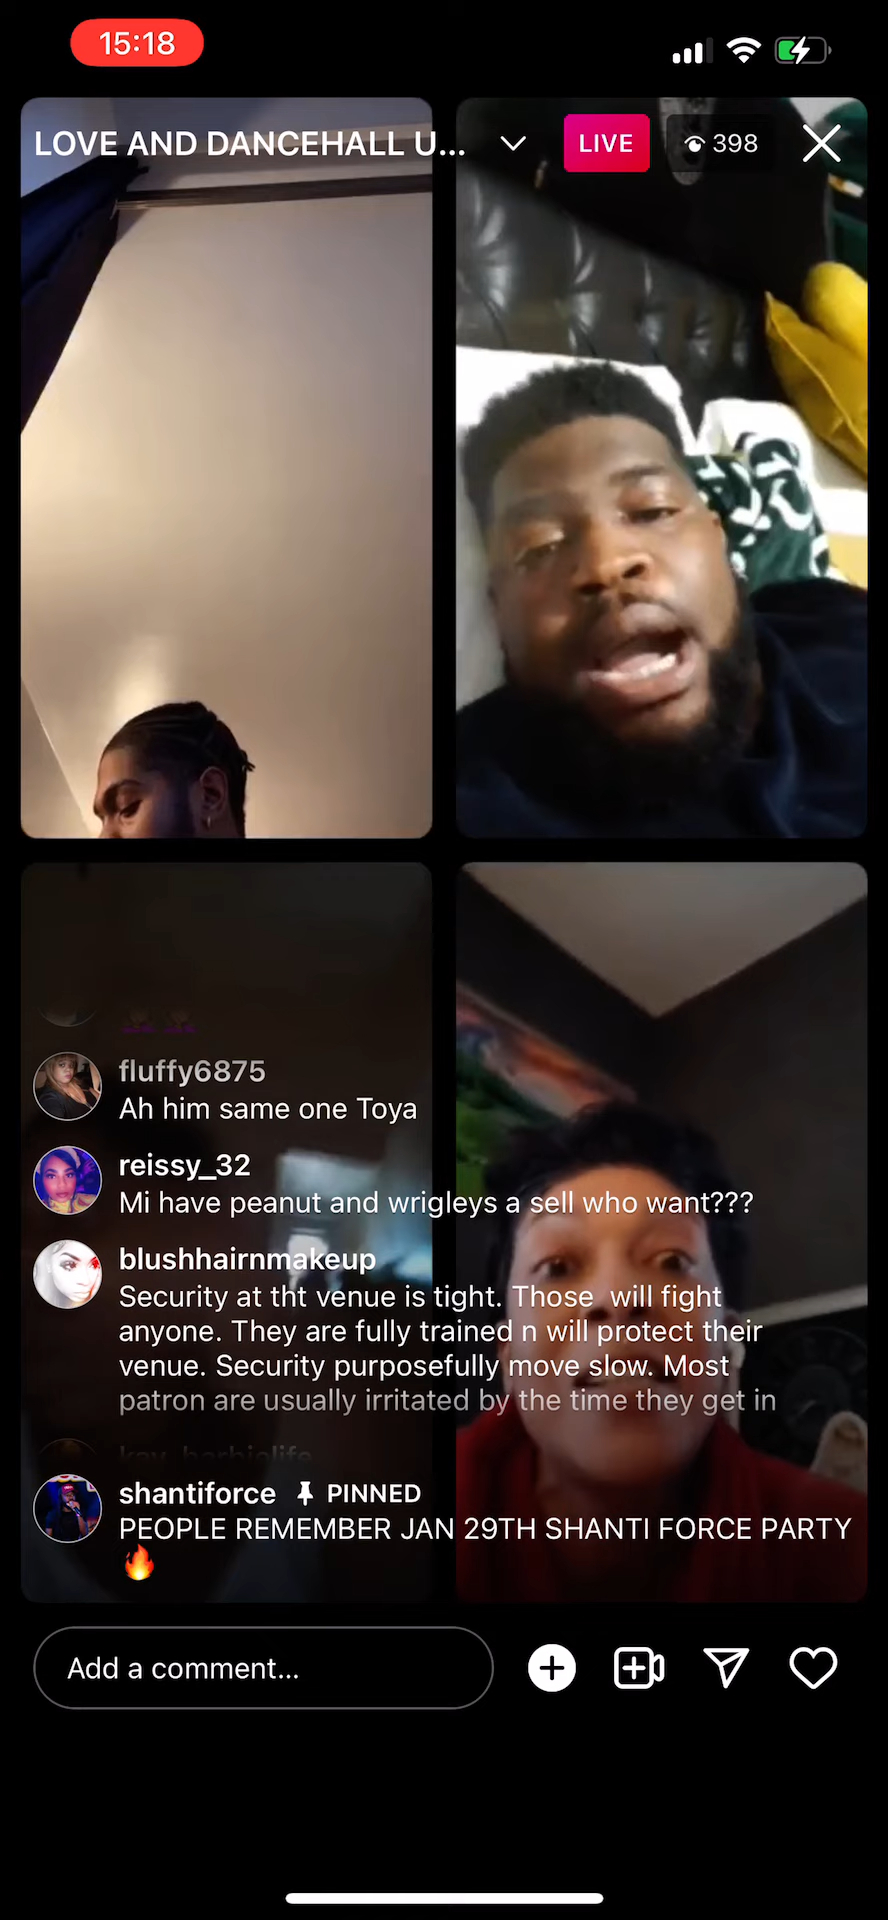 15:18
LOVE AND DANCEHALL U...
LIVE
398
fluffy6875
Ah him same one Toya
reissy_32
Mi have peanut and wrigleys a sell who want???
blushhairnmakeup
Security at tht venue is tight. Those will fight
anyone. They are fully trained n will protect their
venue. Security purposefully move slow. Most
patron are usually irritated by the time they get in
shantiforce PINNED
PEOPLE REMEMBER JAN 29TH SHANTI FORCE PARTY
🔥
Add a comment...